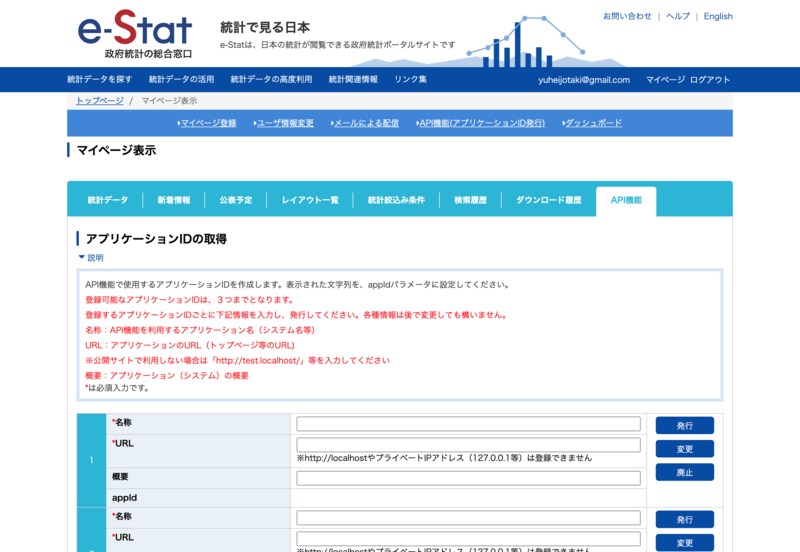 e-Stat
政府統計の総合窓口
統計で見る日本
e-Statは、日本の統計が閲覧できる政府統計ポータルサイトです
お問い合わせ | ヘルプ | English
統計データを探す 統計データの活用 統計データの高度利用 統計関連情報 リンク集 yuheijotaki@gmail.com マイページ ログアウト
トップページ / マイページ表示
マイページ登録 ユーザ情報変更 メールによる配信 API機能(アプリケーションID発行) ダッシュボード
マイページ表示
統計データ 新着情報 公表予定 レイアウト一覧 統計絞込み条件 検索履歴 ダウンロード履歴 API機能
アプリケーションIDの取得
説明
API機能で使用するアプリケーションIDを作成します。表示された文字列を、appIdパラメータに設定してください。
登録可能なアプリケーションIDは、３つまでとなります。
登録するアプリケーションIDごとに下記情報を入力し、発行してください。各種情報は後で変更しても構いません。
名称：API機能を利用するアプリケーション名（システム名等）
URL：アプリケーションのURL（トップページ等のURL)
※公開サイトで利用しない場合は「http://test.localhost/」等を入力してください
概要：アプリケーション（システム）の概要
*は必須入力です。
1
*名称
発行
*URL
変更
※http://localhostやプライベートIPアドレス（127.0.0.1等）は登録できません
概要
廃止
appId
*名称
発行
*URL
変更
※http://localhostやプライベートIPアドレス（127.0.0.1等）は登録できません